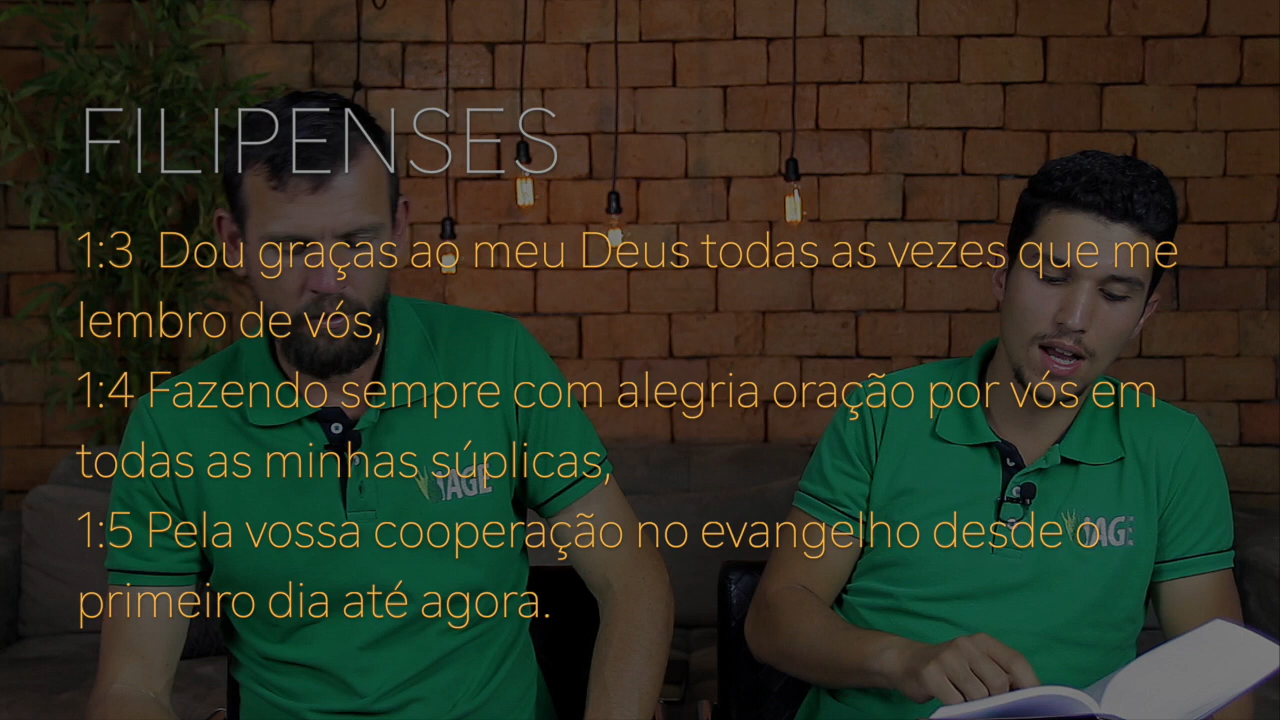 FILIPENSES
1:3 Dou graças ao meu Deus todas as vezes que me
lembro de vós,
1:4 Fazendo sempre com alegria oração por vós em
todas as minhas súplicas,
1:5 Pela vossa cooperação no evangelho desde o
primeiro dia até agora.
JAGE
JAGE